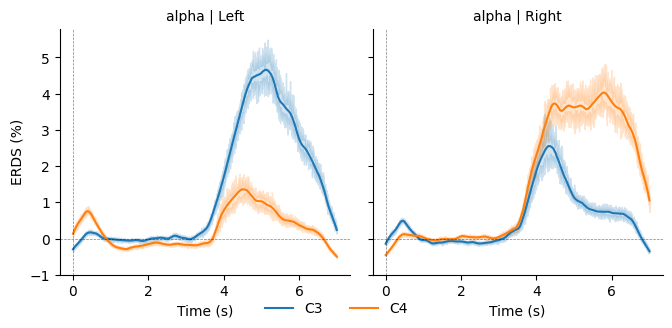 alpha | Left
alpha | Right
ERDS (%)
5
4
3
2
1
0
−1
0 2 4 6
0 2 4 6
Time (s)
Time (s)
C3 C4